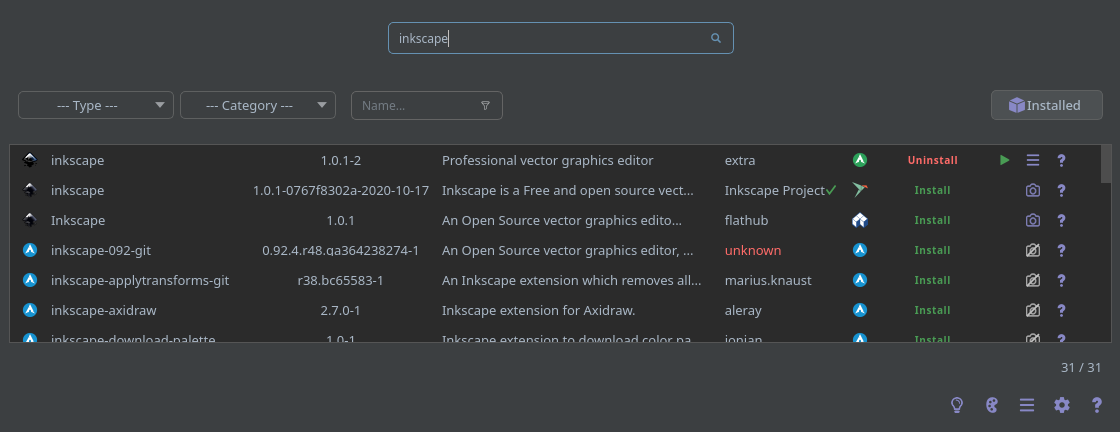 inkscape
--- Type --- --- Category --- Name... Installed
inkscape 1.0.1-2 Professional vector graphics editor extra Uninstall ?
inkscape 1.0.1-0767f8302a-2020-10-17 Inkscape is a Free and open source vect... Inkscape Project Install ?
Inkscape 1.0.1 An Open Source vector graphics edito... flathub Install ?
inkscape-092-git 0.92.4.r48.ga364238274-1 An Open Source vector graphics editor, ... unknown Install ?
inkscape-applytransforms-git r38.bc65583-1 An Inkscape extension which removes all... marius.knaust Install ?
inkscape-axidraw 2.7.0-1 Inkscape extension for Axidraw. aleray Install ?
inkscape-download-palette 1.0-1 Inkscape extension to download color pa... Install ?
31 / 31
?